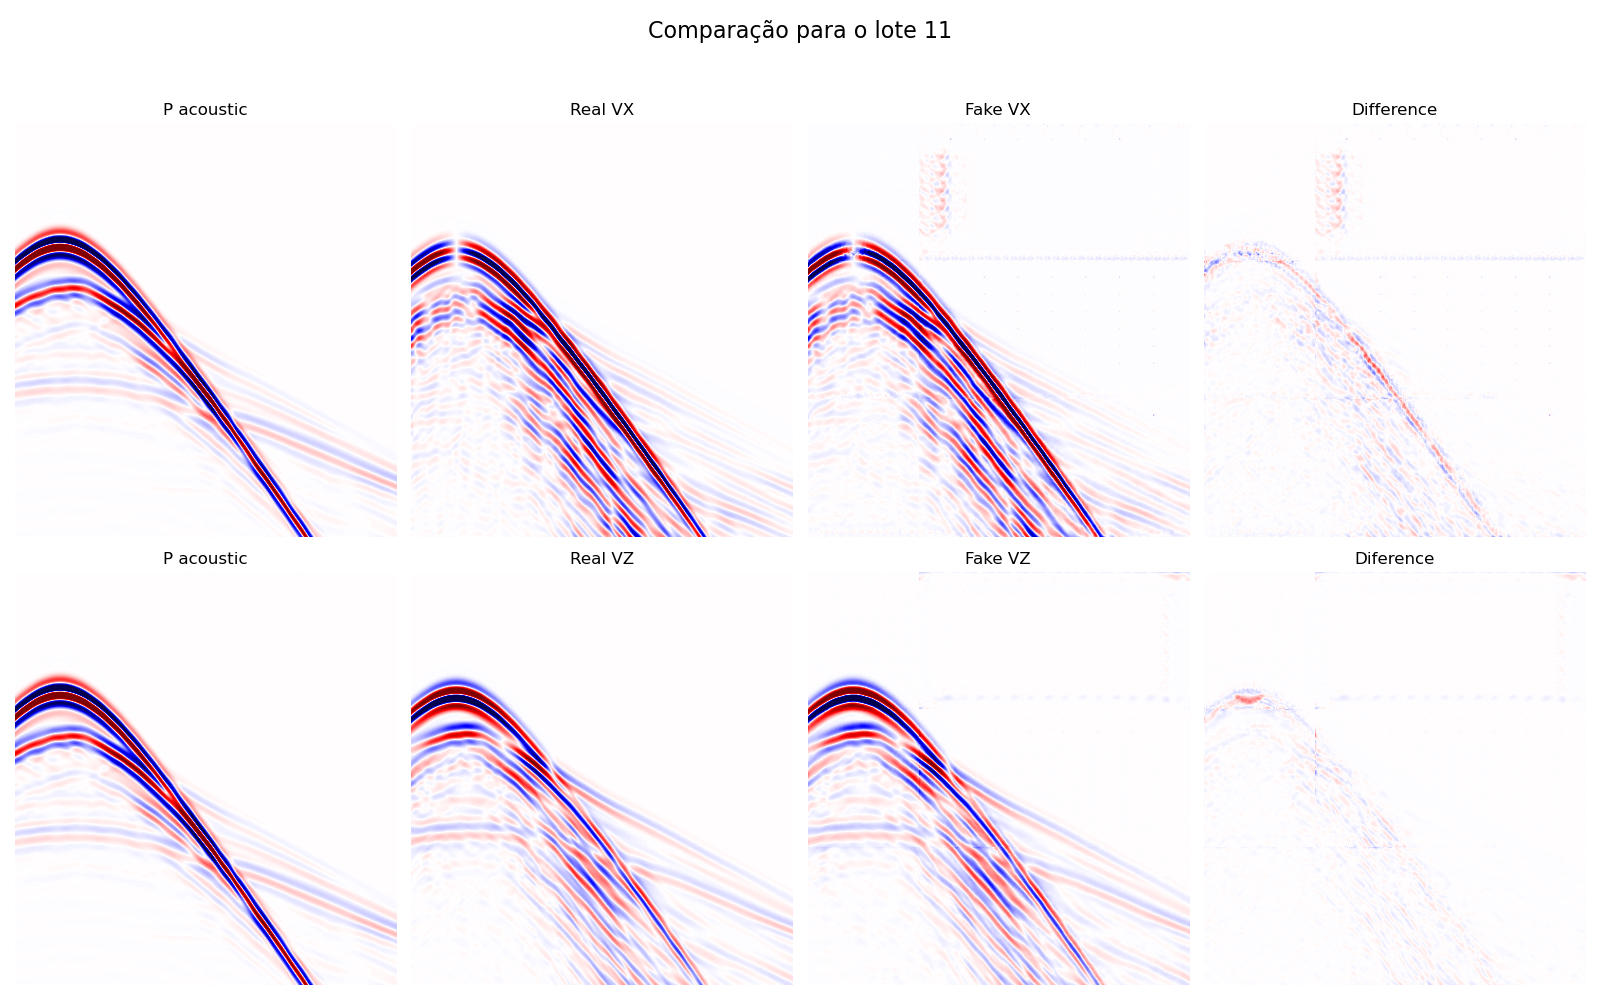 Comparação para o lote 11
P acoustic
Real VX
Fake VX
Difference
P acoustic
Real VZ
Fake VZ
Diference